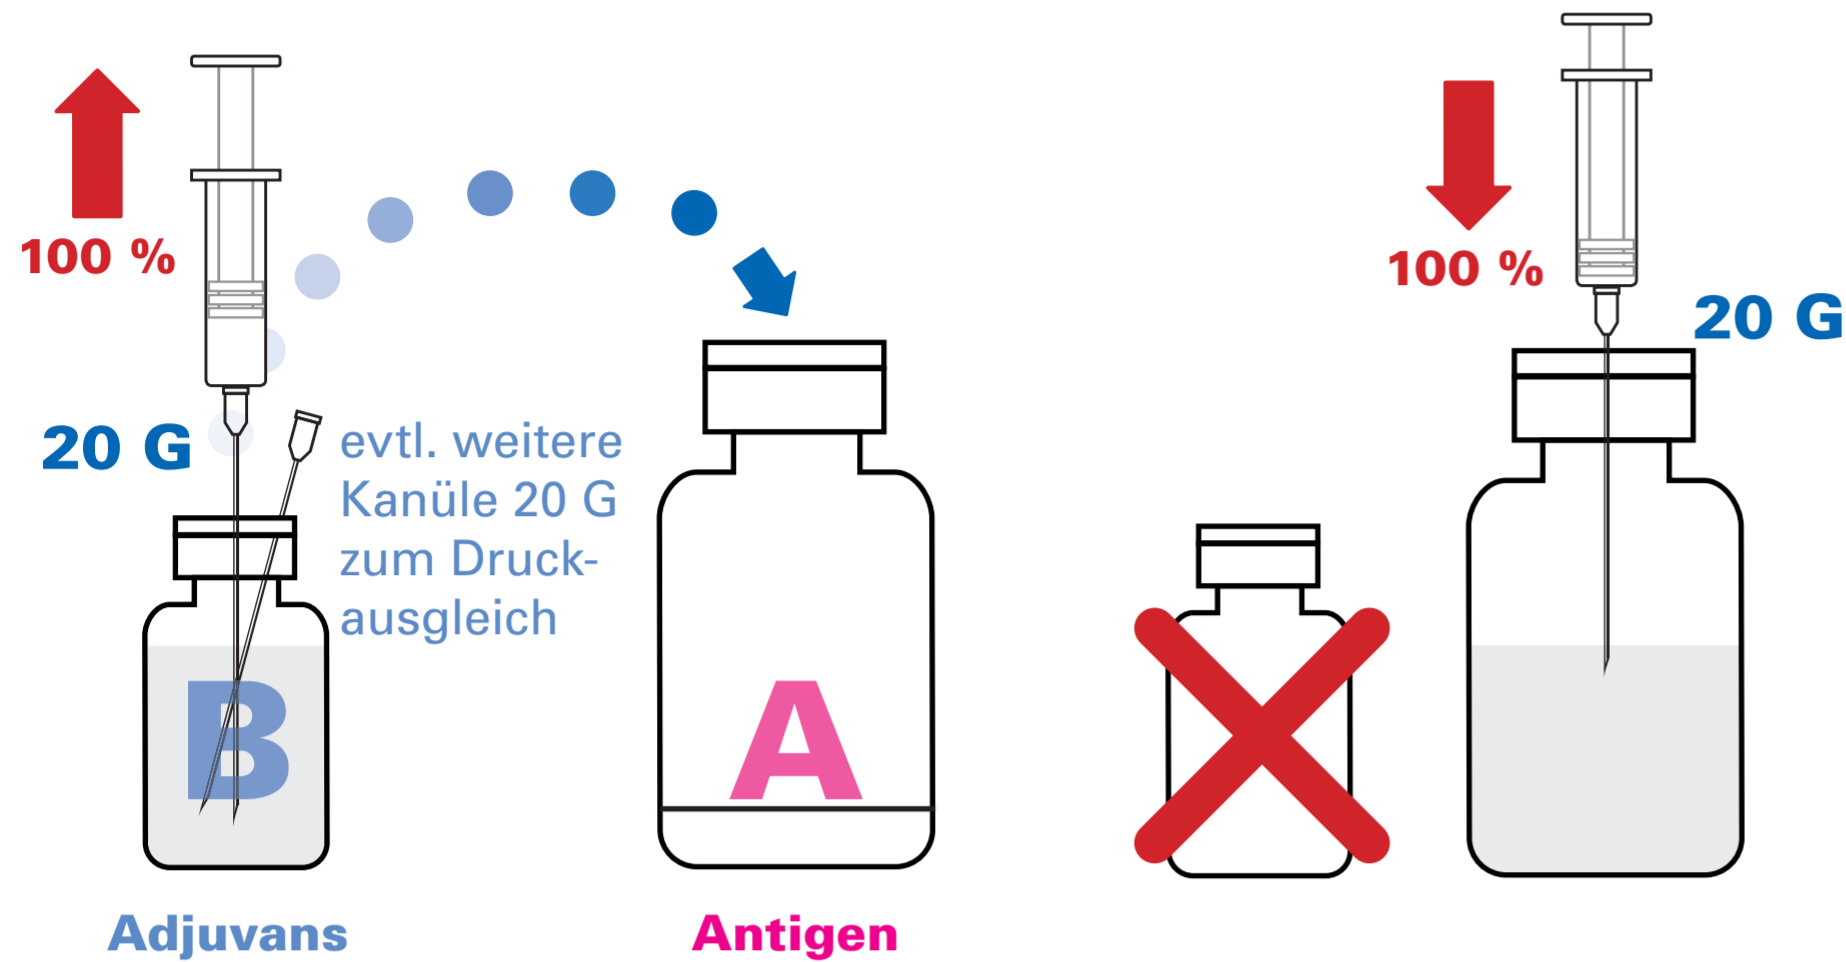 100 %
20 G
evtl. weitere
Kanüle 20 G
zum Druck-
ausgleich
B
Adjuvans
A
Antigen
100 %
20 G